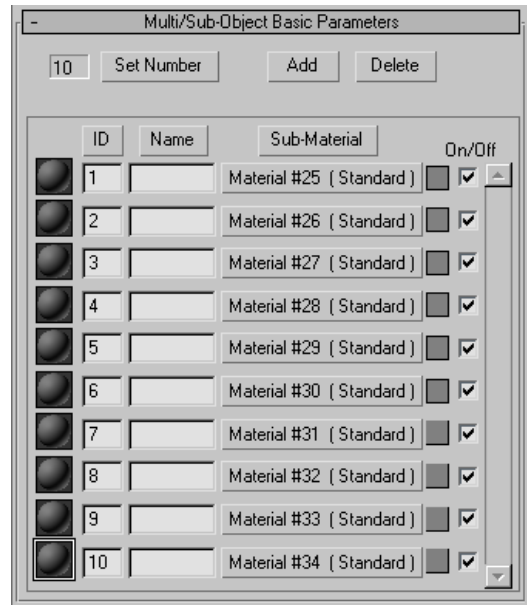 - Multi/Sub-Object Basic Parameters
10 Set Number Add Delete
ID Name Sub-Material On/Off
1 Material #25 ( Standard )
2 Material #26 ( Standard )
3 Material #27 ( Standard )
4 Material #28 ( Standard )
5 Material #29 ( Standard )
6 Material #30 ( Standard )
7 Material #31 ( Standard )
8 Material #32 ( Standard )
9 Material #33 ( Standard )
10 Material #34 ( Standard )